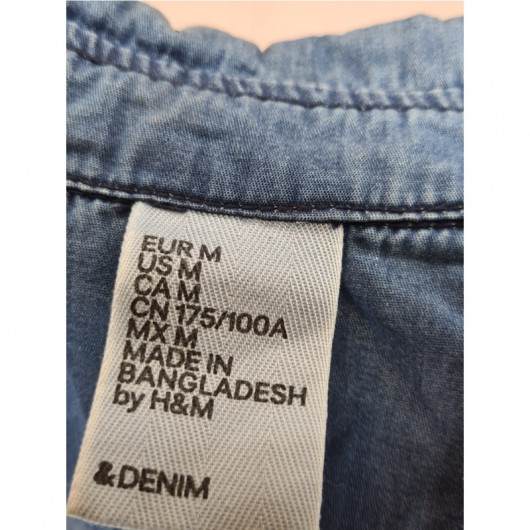 EUR M
US M
CA M
CN 175/100A
MX M
MADE IN
BANGLADESH
by H&M
&DENIM